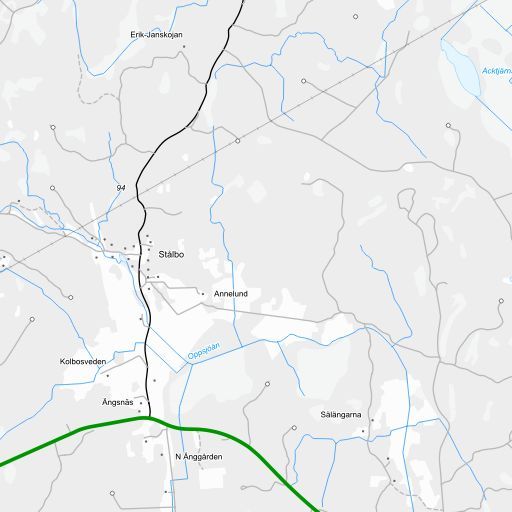 Erik-Janskojan
Acktjärn
94
Stålbo
Annelund
Oppsjöån
Kolbosveden
Ängsnäs
Sälängarna
N Änggården